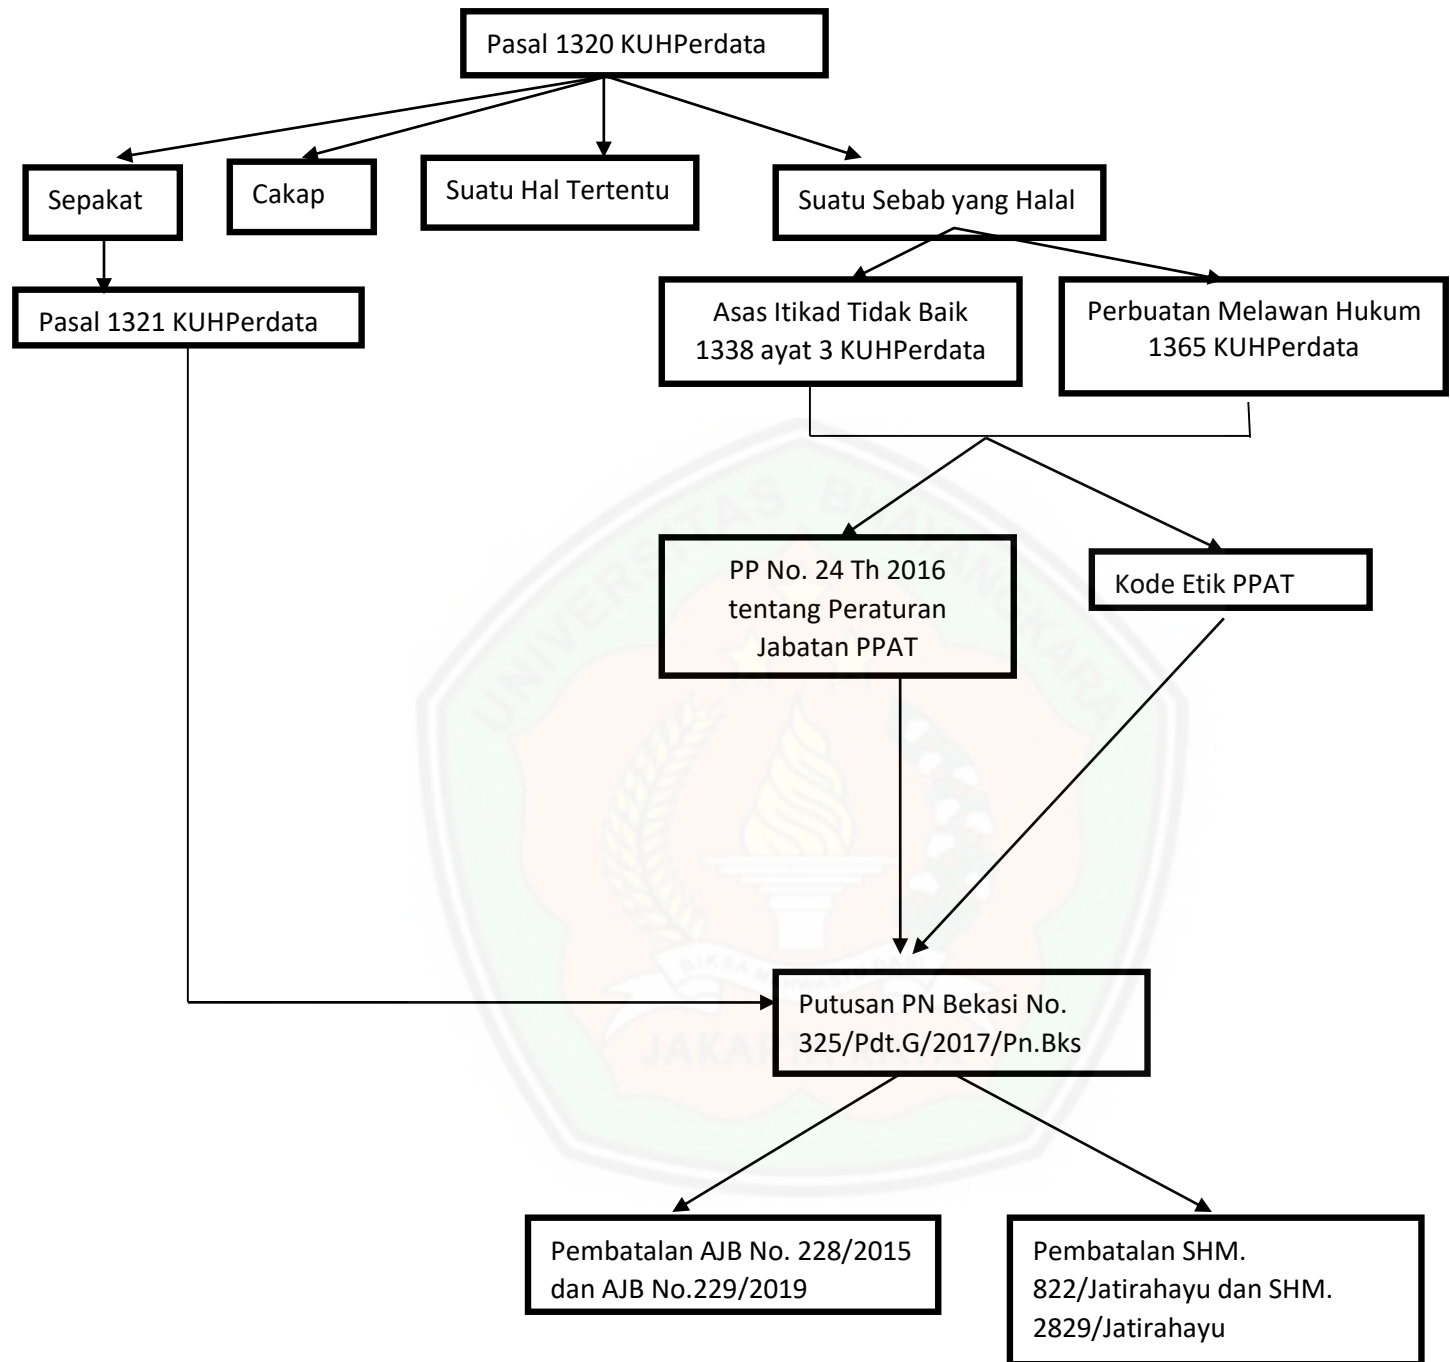 Pasal 1320 KUHPerdata
Sepakat
Cakap
Suatu Hal Tertentu
Suatu Sebab yang Halal
Pasal 1321 KUHPerdata
Asas Itikad Tidak Baik
1338 ayat 3 KUHPerdata
Perbuatan Melawan Hukum
1365 KUHPerdata
UNIVERSITAS BHAYANGKARA
PP No. 24 Th 2016
tentang Peraturan
Jabatan PPAT
Kode Etik PPAT
Putusan PN Bekasi No.
325/Pdt.G/2017/Pn.Bks
Pembatalan AJB No. 228/2015
dan AJB No.229/2019
Pembatalan SHM.
822/Jatirahayu dan SHM.
2829/Jatirahayu